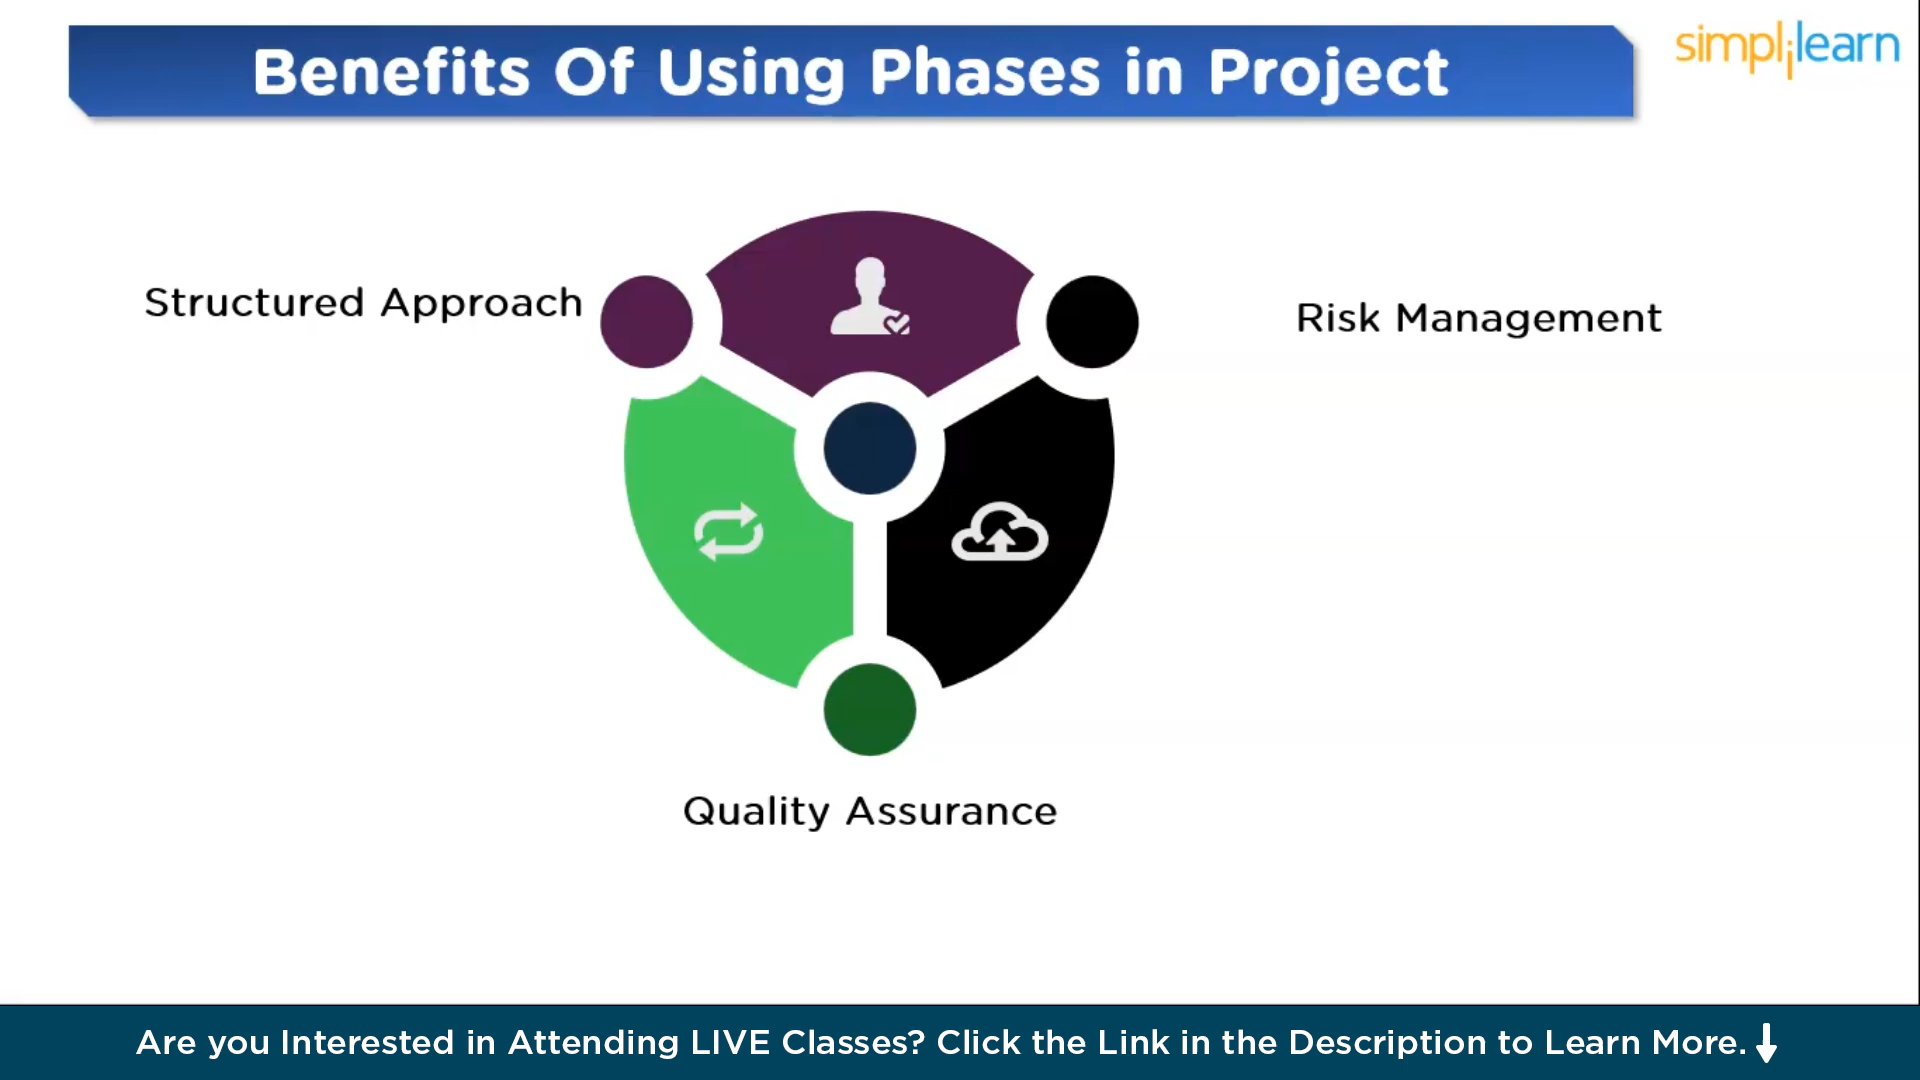 Benefits Of Using Phases in Project
simplilearn
Structured Approach
Risk Management
Quality Assurance
Are you Interested in Attending LIVE Classes? Click the Link in the Description to Learn More.